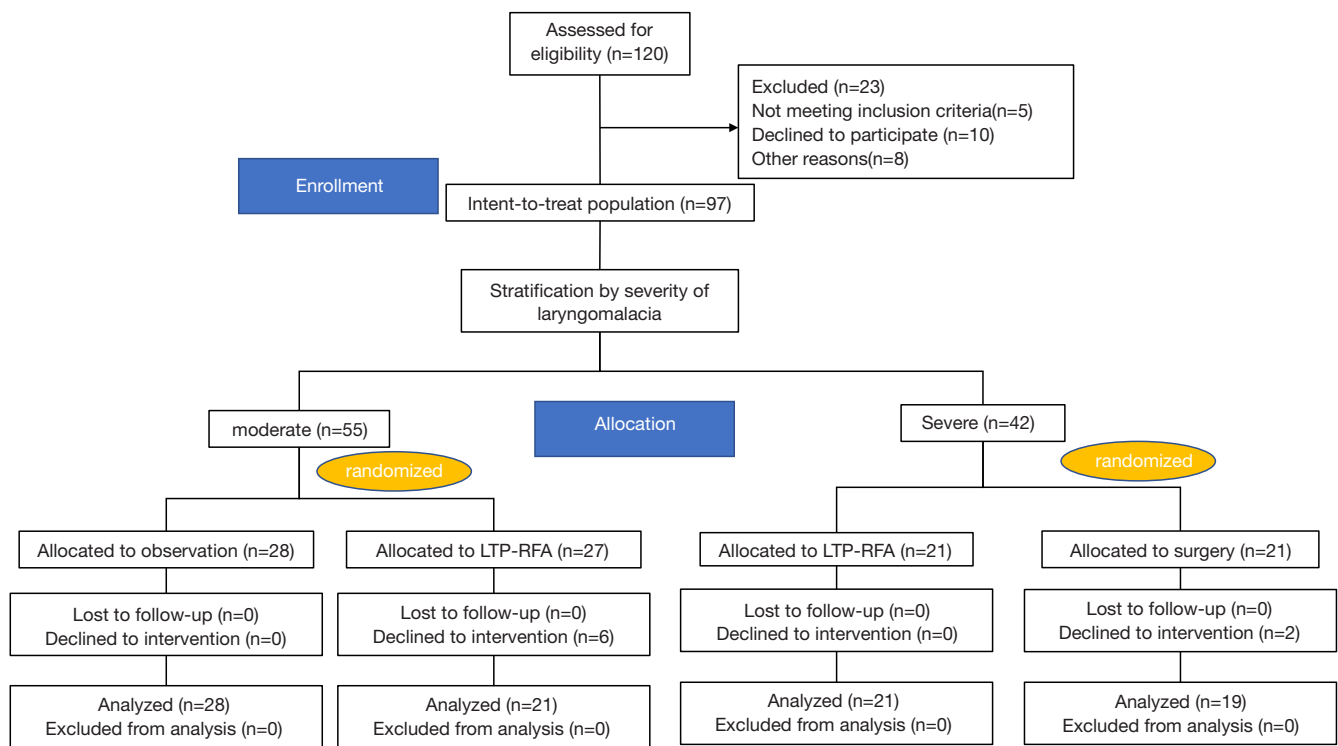 Assessed for
eligibility (n=120)
Excluded (n=23)
Not meeting inclusion criteria(n=5)
Declined to participate (n=10)
Other reasons(n=8)
Enrollment
Intent-to-treat population (n=97)
Stratification by severity of
laryngomalacia
moderate (n=55)
Allocation
Severe (n=42)
randomized
randomized
Allocated to observation (n=28)
Allocated to LTP-RFA (n=27)
Allocated to LTP-RFA (n=21)
Allocated to surgery (n=21)
Lost to follow-up (n=0)
Declined to intervention (n=0)
Lost to follow-up (n=0)
Declined to intervention (n=6)
Lost to follow-up (n=0)
Declined to intervention (n=0)
Lost to follow-up (n=0)
Declined to intervention (n=2)
Analyzed (n=28)
Excluded from analysis (n=0)
Analyzed (n=21)
Excluded from analysis (n=0)
Analyzed (n=21)
Excluded from analysis (n=0)
Analyzed (n=19)
Excluded from analysis (n=0)